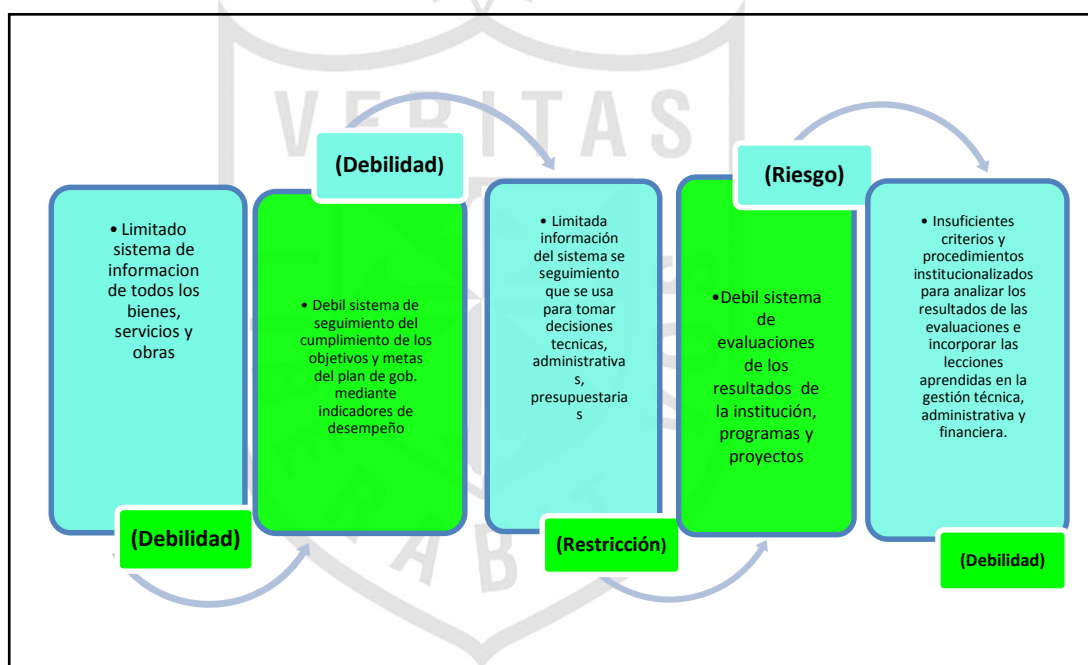 VERITAS
• Limitado
sistema de
informacion
de todos los
bienes,
servicios y
obras
(Debilidad)
(Debilidad)
• Debil sistema de
seguimiento del
cumplimiento de los
objetivos y metas
del plan de gob.
mediante
indicadores de
desempeño
• Limitada
información
del sistema se
seguimiento
que se usa
para tomar
decisiones
tecnicas,
administrativa
s,
presupuestaria
s
(Restricción)
(Riesgo)
•Debil sistema
de
evaluaciones
de los
resultados de
la institución,
programas y
proyectos
• Insuficientes
criterios y
procedimientos
institucionalizados
para analizar los
resultados de las
evaluaciones e
incorporar las
lecciones
aprendidas en la
gestión técnica,
administrativa y
financiera.
(Debilidad)